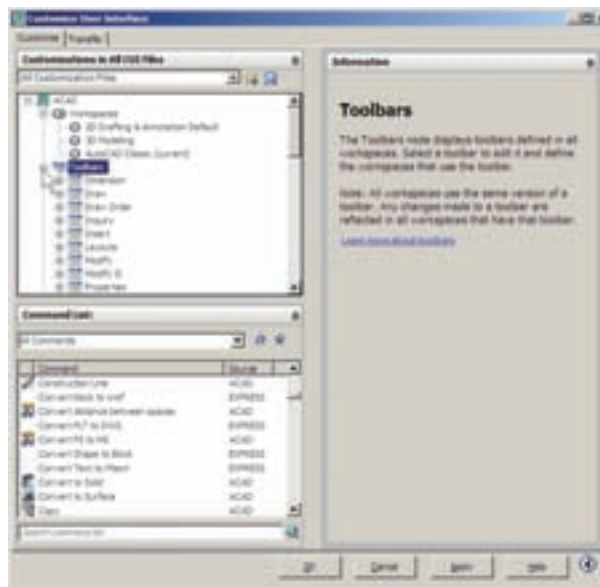 Customize User Interface
Customize
Transfer
Customizations in All CUI Files
All Customization Files
ACAD
Workspaces
2D Drafting & Annotation Default
3D Modeling
AutoCAD Classic (current)
Toolbars
Dimension
Draw
Draw Order
Inquiry
Insert
Layouts
Modify
Modify II
Properties
Command List:
All Commands
Command
Source
Construction Line ACAD
Convert block to xref EXPRESS
Convert distance between spaces ACAD
Convert PLT to DWG EXPRESS
Convert PS to MS ACAD
Convert Shape to Block EXPRESS
Convert Text to Mtext EXPRESS
Convert to Solid ACAD
Convert to Surface ACAD
Copy ACAD
Search command list
Information
Toolbars
The Toolbars node displays toolbars defined in all
workspaces. Select a toolbar to edit it and define
the workspaces that use the toolbar.
Note: All workspaces use the same version of a
toolbar. Any changes made to a toolbar are
reflected in all workspaces that have that toolbar.
Learn more about toolbars
OK
Cancel
Apply
Help